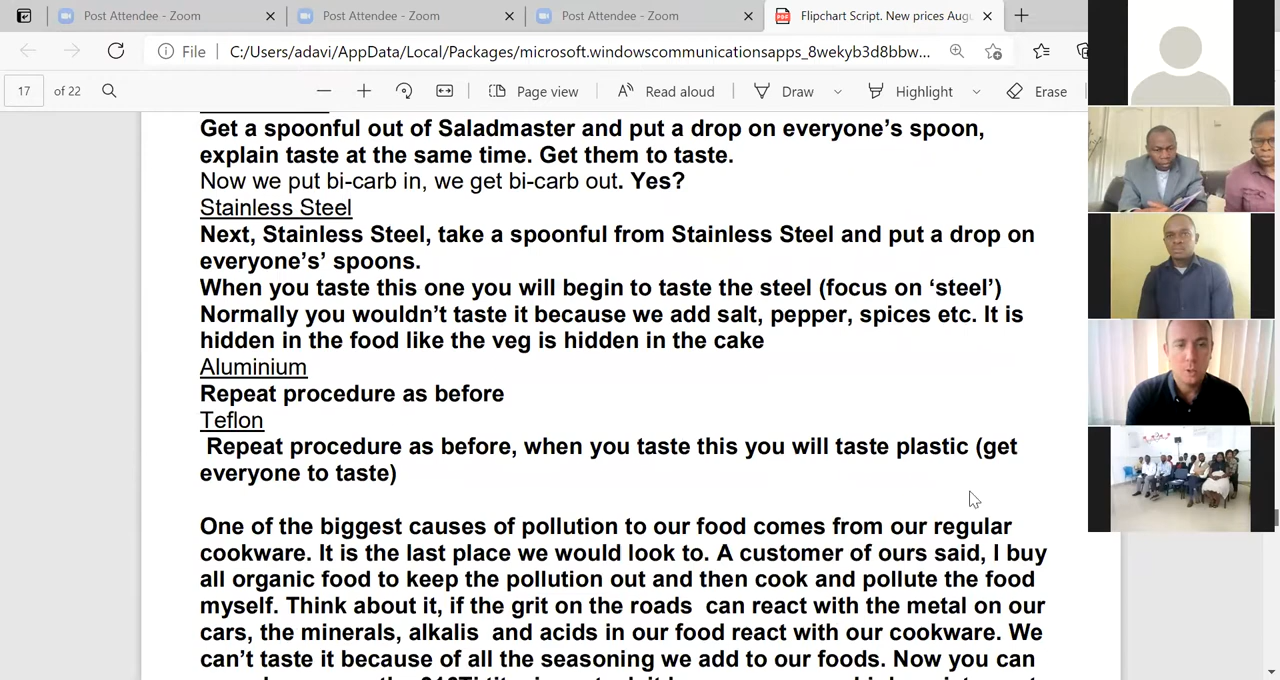 Post Attendee - Zoom
Post Attendee - Zoom
Post Attendee - Zoom
Flipchart Script. New prices Aug
File
C:/Users/adavi/AppData/Local/Packages/microsoft.windowscommunicationsapps_8wekyb3d8bbw...
17 of 22
Page view
Read aloud
Draw
Highlight
Erase
Get a spoonful out of Saladmaster and put a drop on everyone’s spoon,
explain taste at the same time. Get them to taste.
Now we put bi-carb in, we get bi-carb out. Yes?
Stainless Steel
Next, Stainless Steel, take a spoonful from Stainless Steel and put a drop on
everyone’s’ spoons.
When you taste this one you will begin to taste the steel (focus on ‘steel’)
Normally you wouldn’t taste it because we add salt, pepper, spices etc. It is
hidden in the food like the veg is hidden in the cake
Aluminium
Repeat procedure as before
Teflon
Repeat procedure as before, when you taste this you will taste plastic (get
everyone to taste)
One of the biggest causes of pollution to our food comes from our regular
cookware. It is the last place we would look to. A customer of ours said, I buy
all organic food to keep the pollution out and then cook and pollute the food
myself. Think about it, if the grit on the roads can react with the metal on our
cars, the minerals, alkalis and acids in our food react with our cookware. We
can’t taste it because of all the seasoning we add to our foods. Now you can